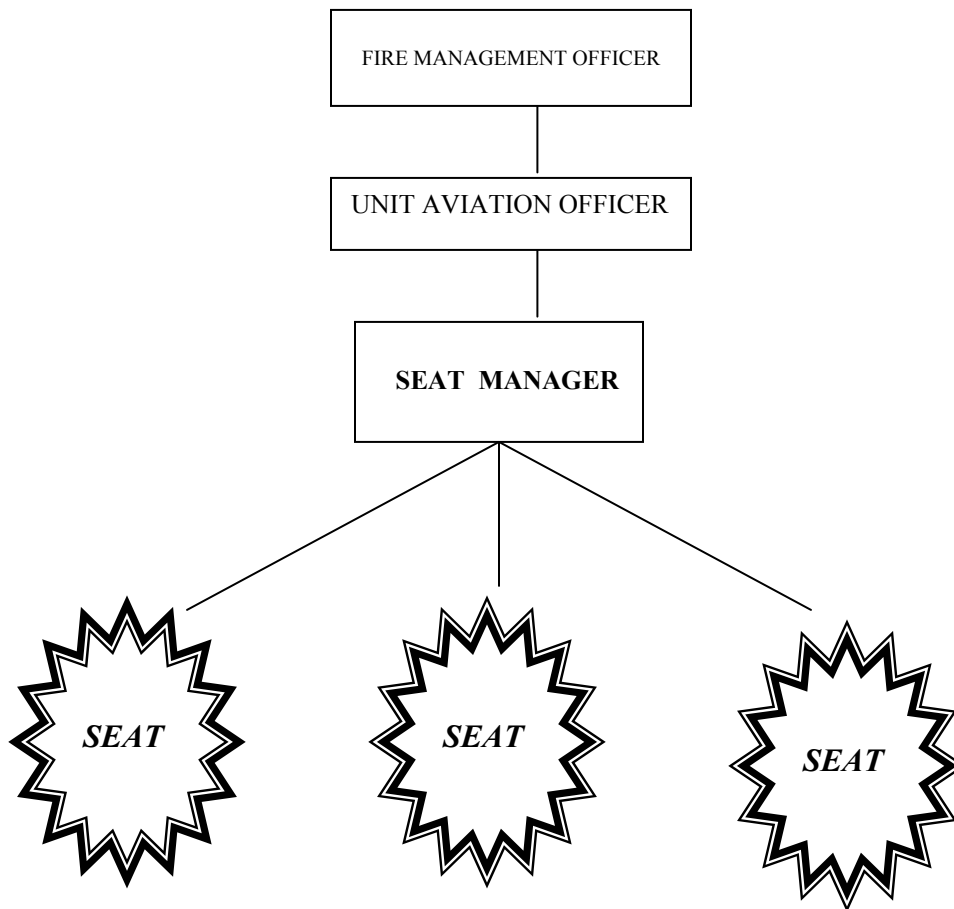 FIRE MANAGEMENT OFFICER
UNIT AVIATION OFFICER
SEAT MANAGER
SEAT
SEAT
SEAT